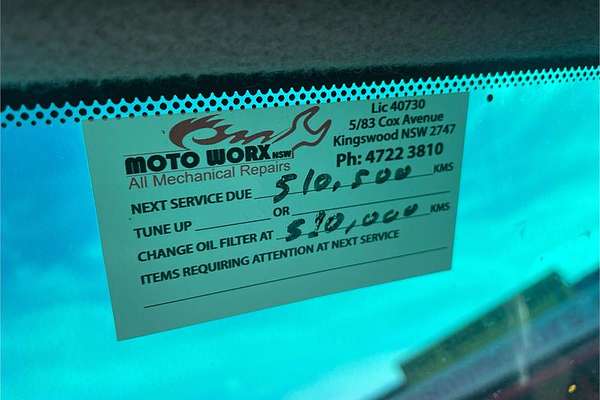 MOTO WORX NSW
All Mechanical Repairs
Lic 40730
5/83 Cox Avenue
Kingswood NSW 2747
Ph: 4722 3810
NEXT SERVICE DUE 510,500 KMS
TUNE UP OR
CHANGE OIL FILTER AT 510,000 KMS
ITEMS REQUIRING ATTENTION AT NEXT SERVICE